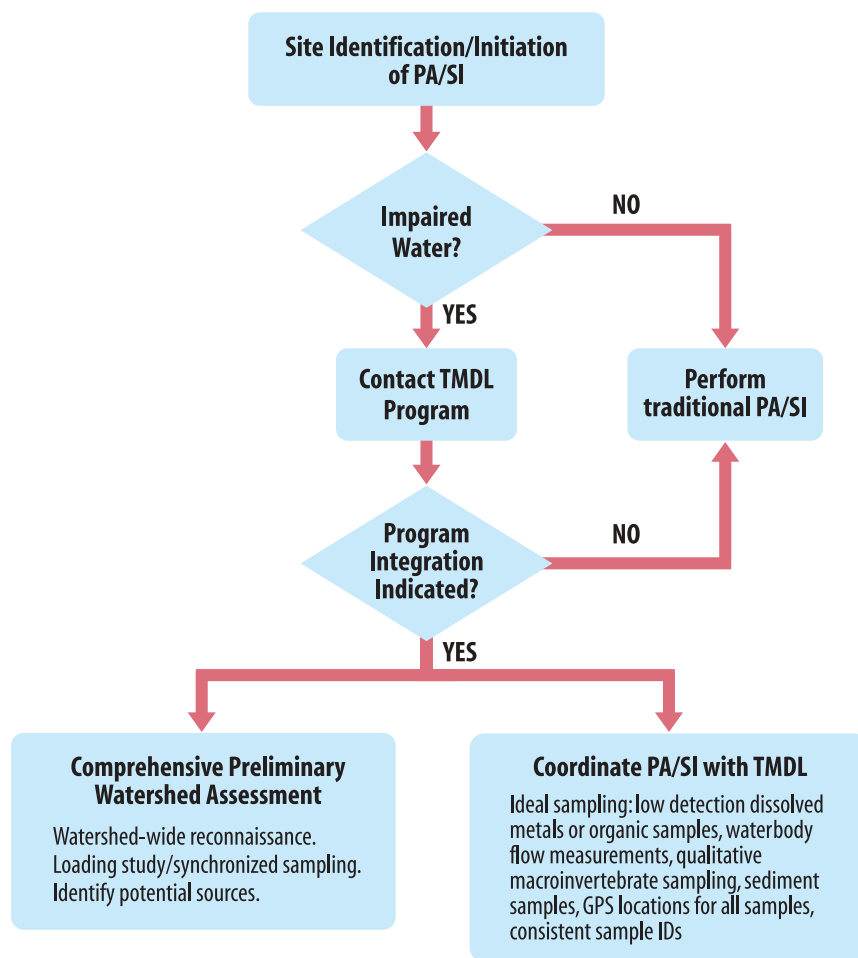 Site Identification/Initiation
of PA/SI
Impaired
Water?
NO
YES
Contact TMDL
Program
Perform
traditional PA/SI
Program
Integration
Indicated?
NO
YES
Comprehensive Preliminary
Watershed Assessment
Watershed-wide reconnaissance.
Loading study/synchronized sampling.
Identify potential sources.
Coordinate PA/SI with TMDL
Ideal sampling: low detection dissolved
metals or organic samples, waterbody
flow measurements, qualitative
macroinvertebrate sampling, sediment
samples, GPS locations for all samples,
consistent sample IDs